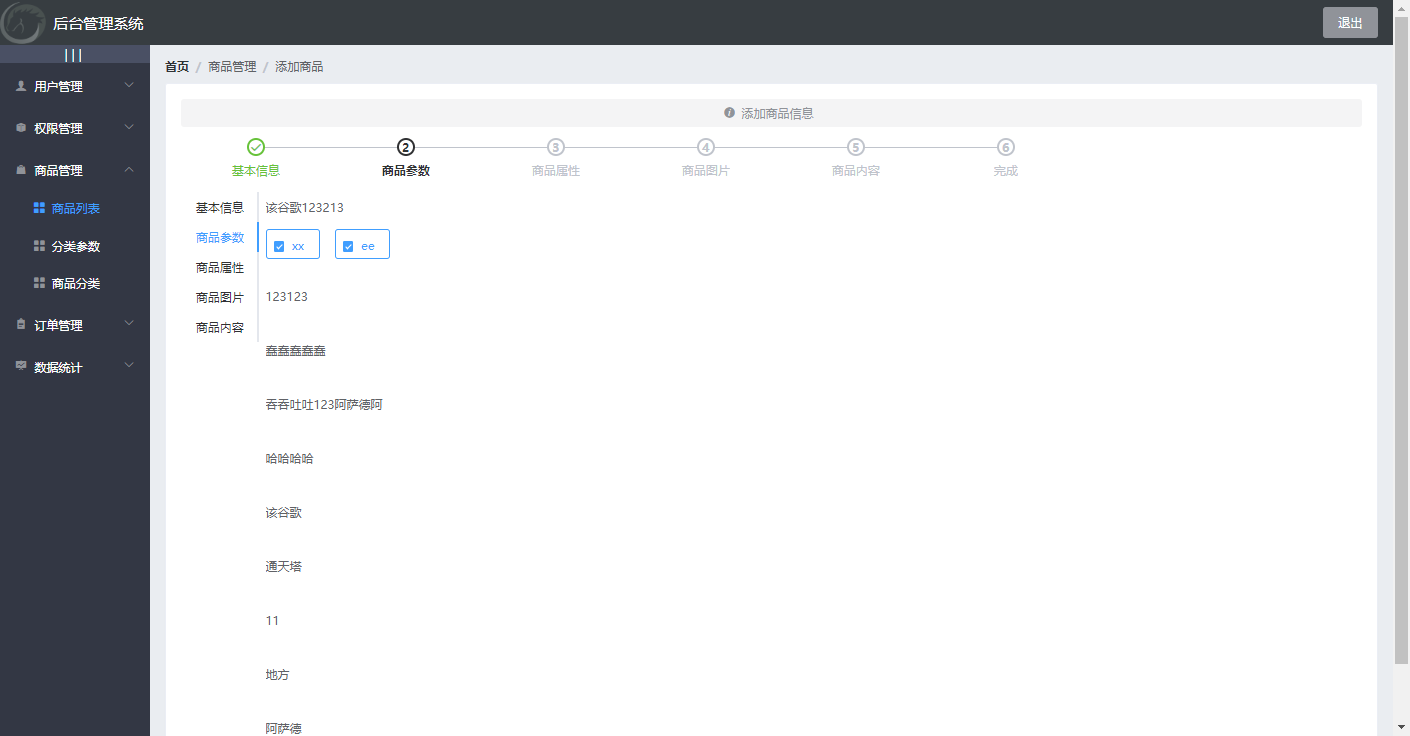 后台管理系统
退出
|||
首页 / 商品管理 / 添加商品
用户管理
权限管理
商品管理
商品列表
分类参数
商品分类
订单管理
数据统计
添加商品信息
2 3 4 5 6
基本信息 商品参数 商品属性 商品图片 商品内容 完成
基本信息
商品参数
商品属性
商品图片
商品内容
该谷歌123213
xx ee
123123
蠢蠢蠢蠢蠢
吞吞吐吐123阿萨德阿
哈哈哈哈
该谷歌
通天塔
11
地方
阿萨德